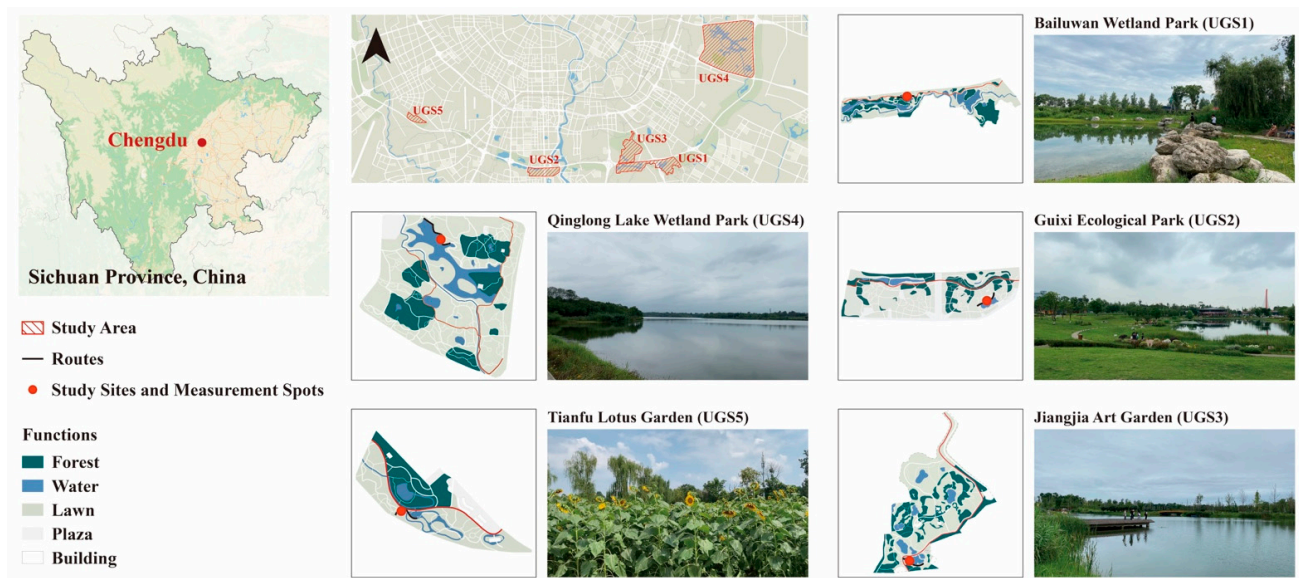 Chengdu
Sichuan Province, China
Study Area
Routes
Study Sites and Measurement Spots
Functions
Forest
Water
Lawn
Plaza
Building
UGS4
UGS5
UGS3
UGS2
UGS1
Bailuwan Wetland Park (UGS1)
Qinglong Lake Wetland Park (UGS4)
Guixi Ecological Park (UGS2)
Tianfu Lotus Garden (UGS5)
Jiangjia Art Garden (UGS3)